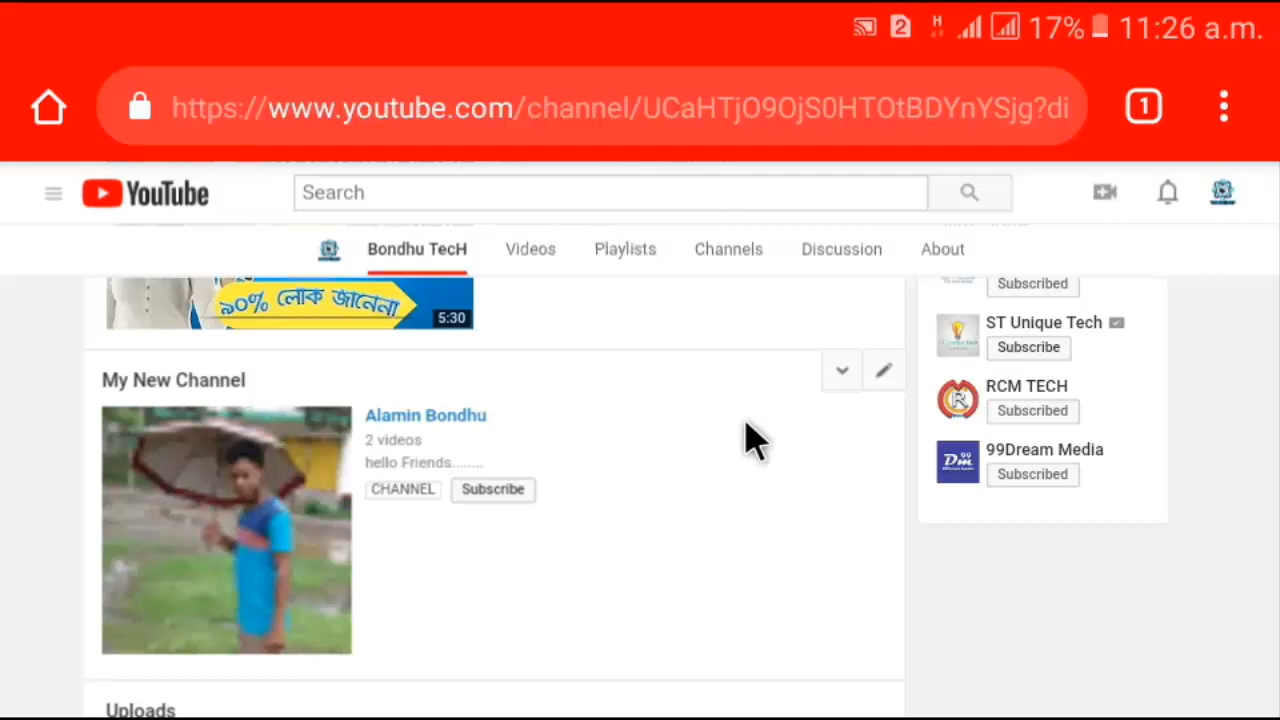 2 H 17% 11:26 a.m.
https://www.youtube.com/channel/UCaHTjO9OjS0HTOtBDYnYSjg?di
1
YouTube
Search
Bondhu TecH Videos Playlists Channels Discussion About
৯০% লোক জানেনা
5:30
Subscribed
ST Unique Tech
Subscribe
RCM TECH
Subscribed
99Dream Media
Subscribed
My New Channel
Alamin Bondhu
2 videos
hello Friends........
CHANNEL Subscribe
Uploads